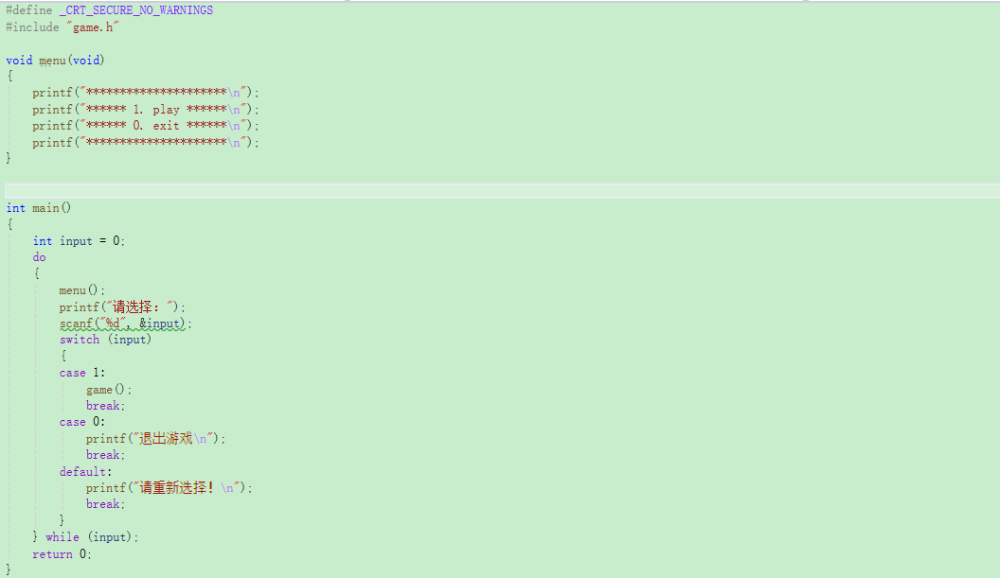 #define _CRT_SECURE_NO_WARNINGS
#include "game.h"
void menu(void)
{
printf("*********************\n");
printf("****** 1. play ******\n");
printf("****** 0. exit ******\n");
printf("*********************\n");
}
int main()
{
int input = 0;
do
{
menu();
printf("请选择：");
scanf("%d", &input);
switch (input)
{
case 1:
game();
break;
case 0:
printf("退出游戏\n");
break;
default:
printf("请重新选择！\n");
break;
}
} while (input);
return 0;
}